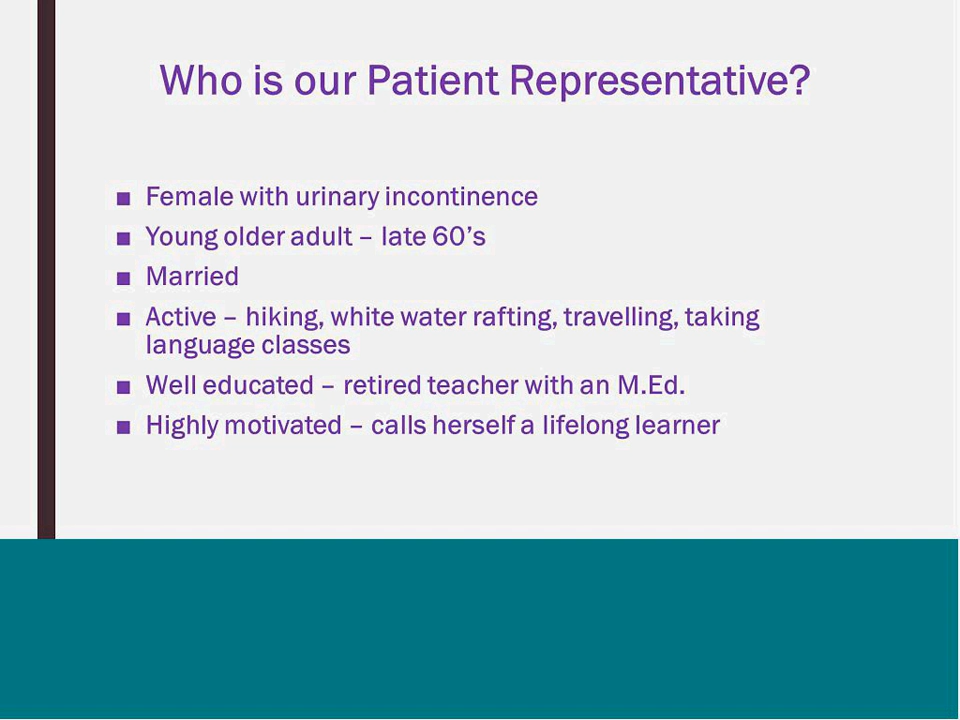 Who is our Patient Representative?
■ Female with urinary incontinence
■ Young older adult – late 60’s
■ Married
■ Active – hiking, white water rafting, travelling, taking
language classes
■ Well educated – retired teacher with an M.Ed.
■ Highly motivated – calls herself a lifelong learner